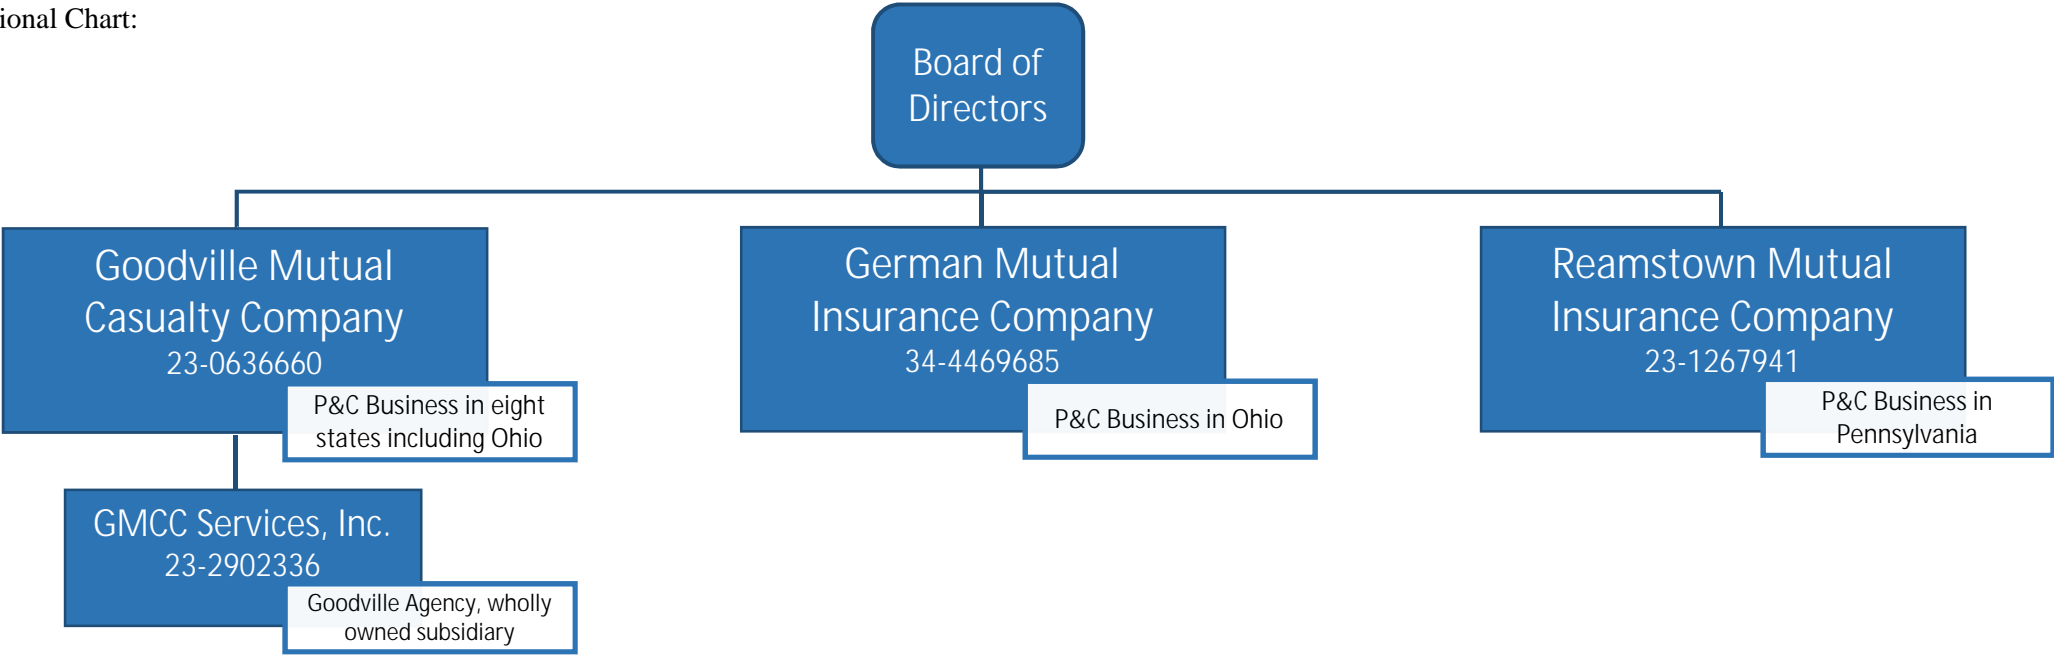 ional Chart:
Board of
Directors
Goodville Mutual
Casualty Company
23-0636660
P&C Business in eight
states including Ohio
German Mutual
Insurance Company
34-4469685
P&C Business in Ohio
Reamstown Mutual
Insurance Company
23-1267941
P&C Business in
Pennsylvania
GMCC Services, Inc.
23-2902336
Goodville Agency, wholly
owned subsidiary